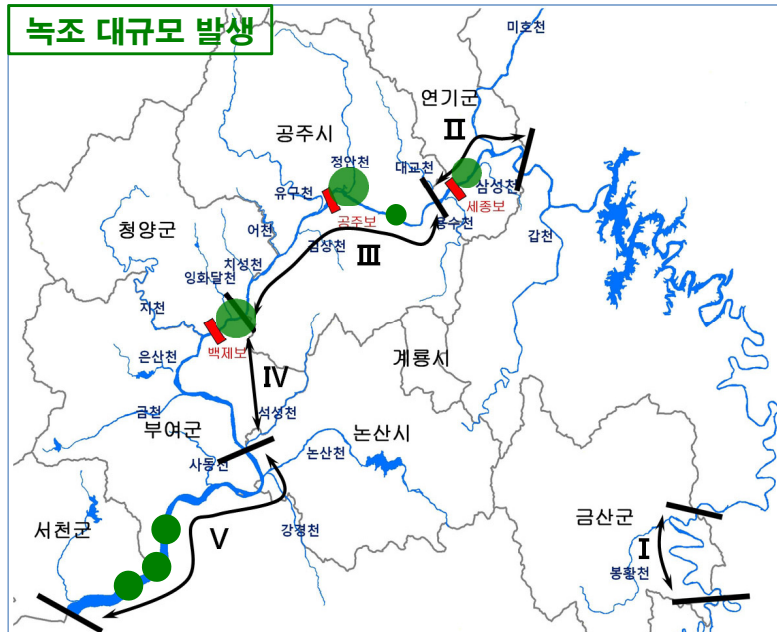 녹조 대규모 발생
미호천
연기군
II
공주시
정안천
대교천
삼성천
유구천
공주보
세종보
용수천
갑천
어천
검상천
청양군
치성천
잉화달천
III
지천
백제보
은산천
계룡시
IV
금천
석성천
부여군
논산시
사동천
논산천
서천군
강경천
V
금산군
I
봉황천